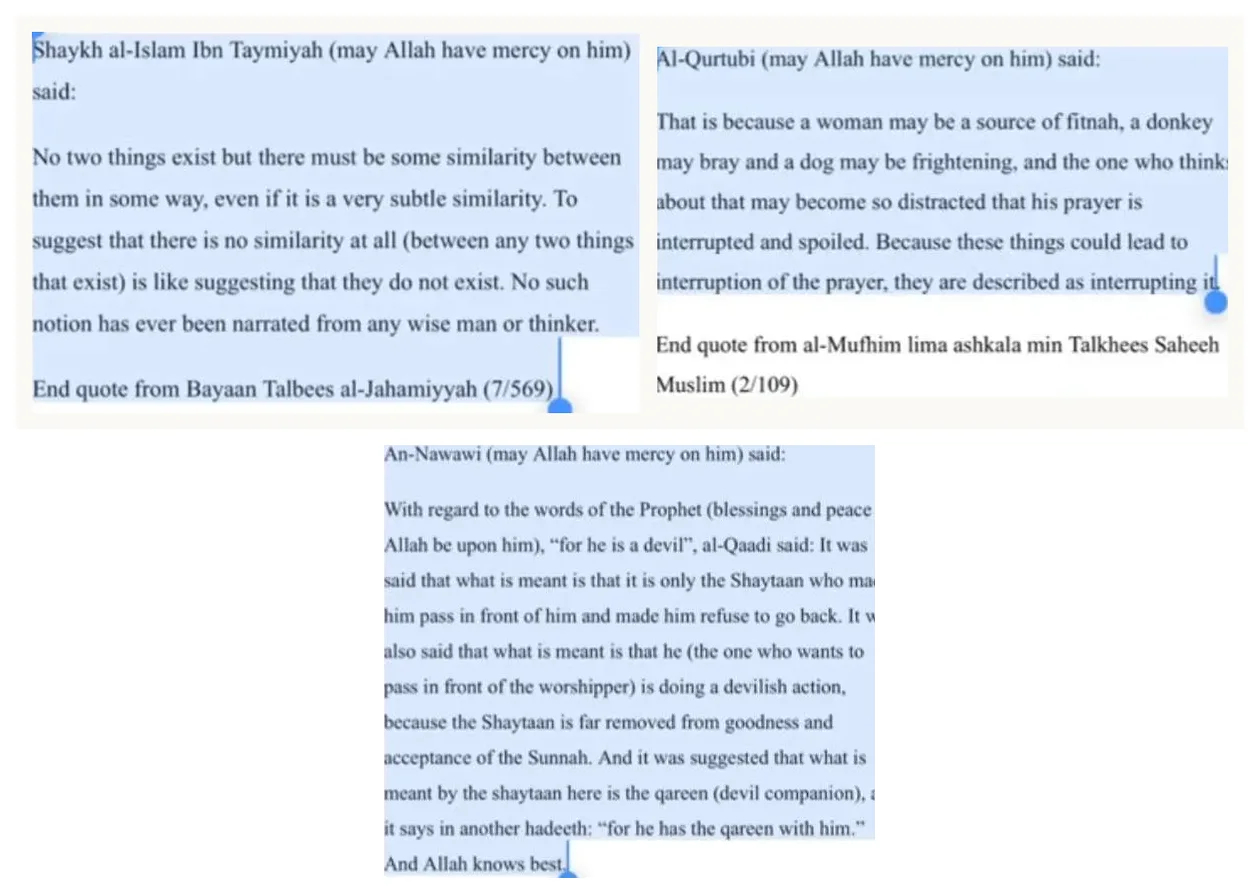 Shaykh al-Islam Ibn Taymiyah (may Allah have mercy on him)
said:
No two things exist but there must be some similarity between
them in some way, even if it is a very subtle similarity. To
suggest that there is no similarity at all (between any two things
that exist) is like suggesting that they do not exist. No such
notion has ever been narrated from any wise man or thinker.
End quote from Bayaan Talbees al-Jahamiyyah (7/569)
Al-Qurtubi (may Allah have mercy on him) said:
That is because a woman may be a source of fitnah, a donkey
may bray and a dog may be frightening, and the one who think
about that may become so distracted that his prayer is
interrupted and spoiled. Because these things could lead to
interruption of the prayer, they are described as interrupting it.
End quote from al-Mufhim lima ashkala min Talkhees Saheeh
Muslim (2/109)
An-Nawawi (may Allah have mercy on him) said:
With regard to the words of the Prophet (blessings and peace
Allah be upon him), “for he is a devil”, al-Qaadi said: It was
said that what is meant is that it is only the Shaytaan who ma
him pass in front of him and made him refuse to go back. It
also said that what is meant is that he (the one who wants to
pass in front of the worshipper) is doing a devilish action,
because the Shaytaan is far removed from goodness and
acceptance of the Sunnah. And it was suggested that what is
meant by the shaytaan here is the qareen (devil companion),
it says in another hadeeth: “for he has the qareen with him.”
And Allah knows best.